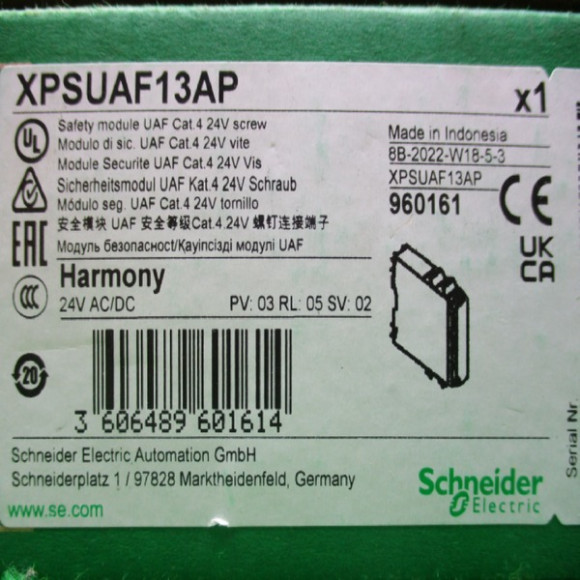 XPSUAF13AP
x1
Safety module UAF Cat.4 24V screw
Modulo di sic. UAF Cat.4 24V vite
Module Securite UAF Cat.4 24V Vis
Sicherheitsmodul UAF Kat.4 24V Schraub
Módulo seg. UAF Cat.4 24V tornillo
安全模块 UAF 安全等级Cat.4.24V 螺钉连接端子
Модуль безопасност/Қауіпсізді модулі UAF
Made in Indonesia
8B-2022-W18-5-3
XPSUAF13AP
960161
CE
UK
CA
UL
EAC
CCC
Harmony
24V AC/DC
PV: 03 RL: 05 SV: 02
20
3 606489 601614
Schneider Electric Automation GmbH
Schneiderplatz 1 / 97828 Marktheidenfeld, Germany
www.se.com
Schneider
Electric
Serial Nr.